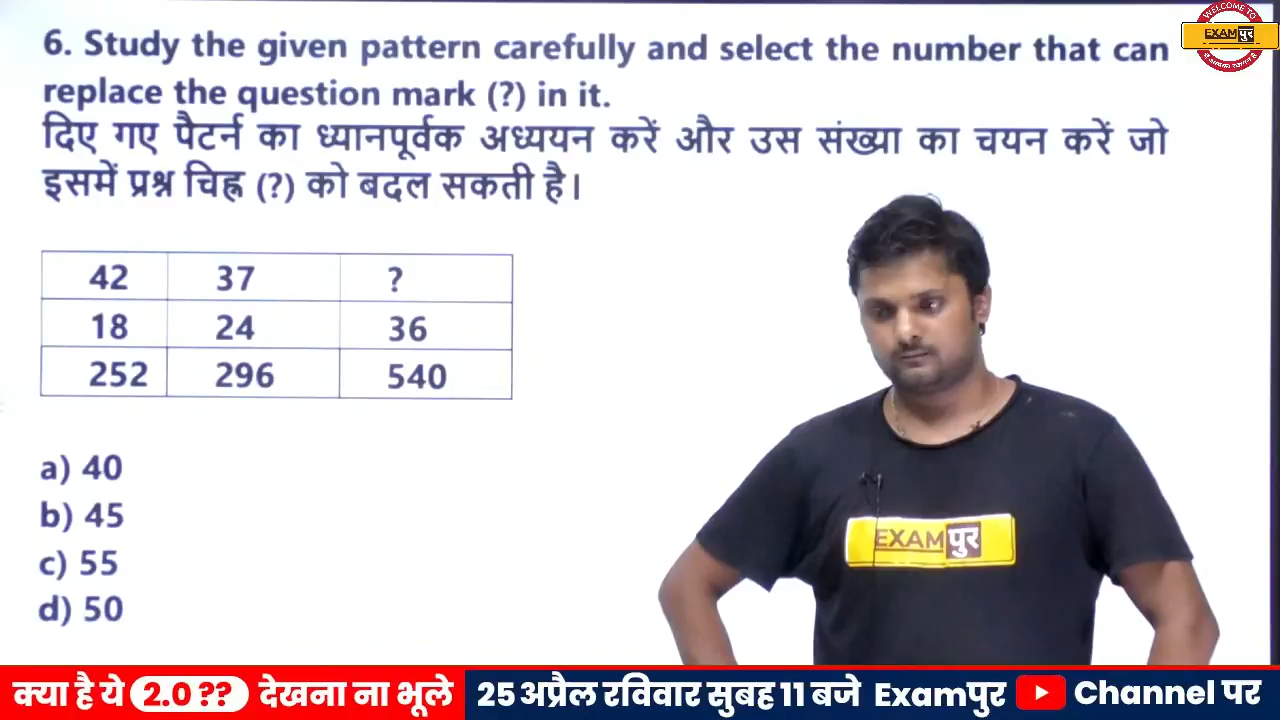 6. Study the given pattern carefully and select the number that can
replace the question mark (?) in it.
दिए गए पैटर्न का ध्यानपूर्वक अध्ययन करें और उस संख्या का चयन करें जो
इसमें प्रश्न चिह्न (?) को बदल सकती है।
42 37 ?
18 24 36
252 296 540
a) 40
b) 45
c) 55
d) 50
WELCOME TO
EXAMपुर
EXAMपुर
क्या है ये 2.0 ?? देखना ना भूले 25 अप्रैल रविवार सुबह 11 बजे Examपुर Channel पर